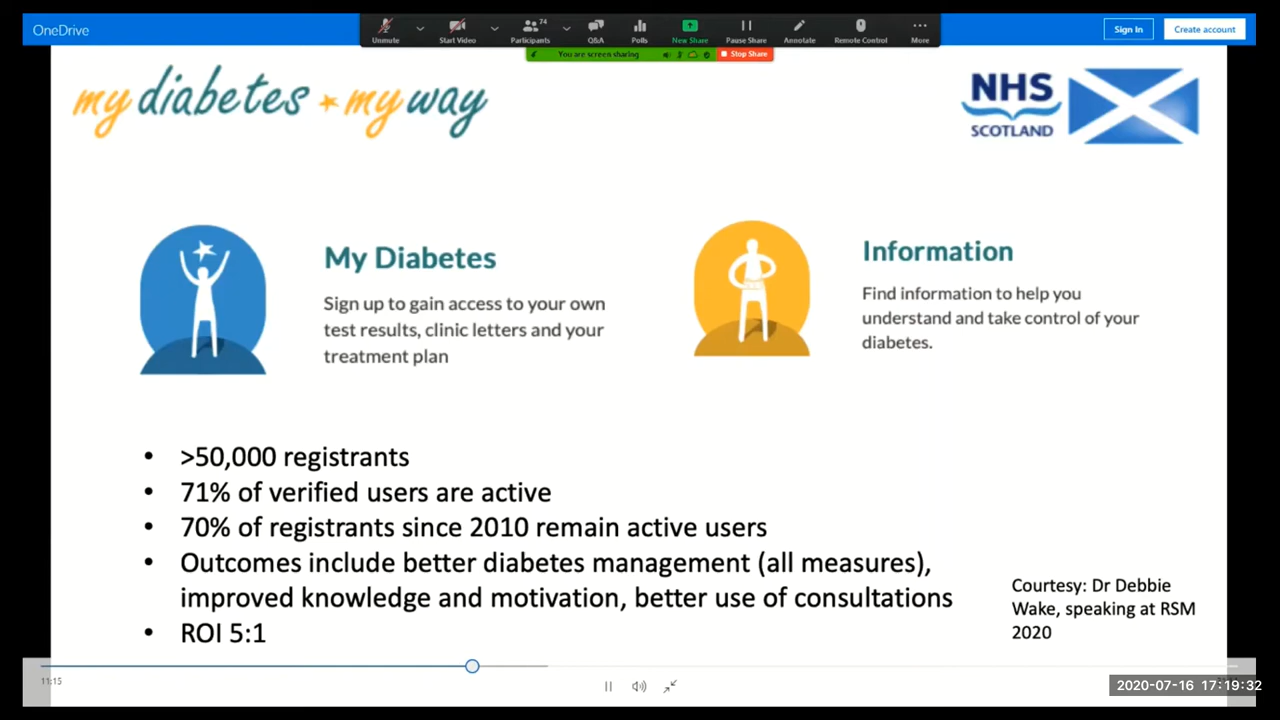 OneDrive
Unmute
Start Video
Participants
74
Q&A
Polls
New Share
Pause Share
Annotate
Remote Control
More
Sign In
Create account
You are screen sharing
Stop Share
my diabetes my way
NHS
SCOTLAND
My Diabetes
Sign up to gain access to your own
test results, clinic letters and your
treatment plan
Information
Find information to help you
understand and take control of your
diabetes.
• >50,000 registrants
• 71% of verified users are active
• 70% of registrants since 2010 remain active users
• Outcomes include better diabetes management (all measures),
improved knowledge and motivation, better use of consultations
• ROI 5:1
Courtesy: Dr Debbie
Wake, speaking at RSM
2020
11:15
2020-07-16 17:19:32